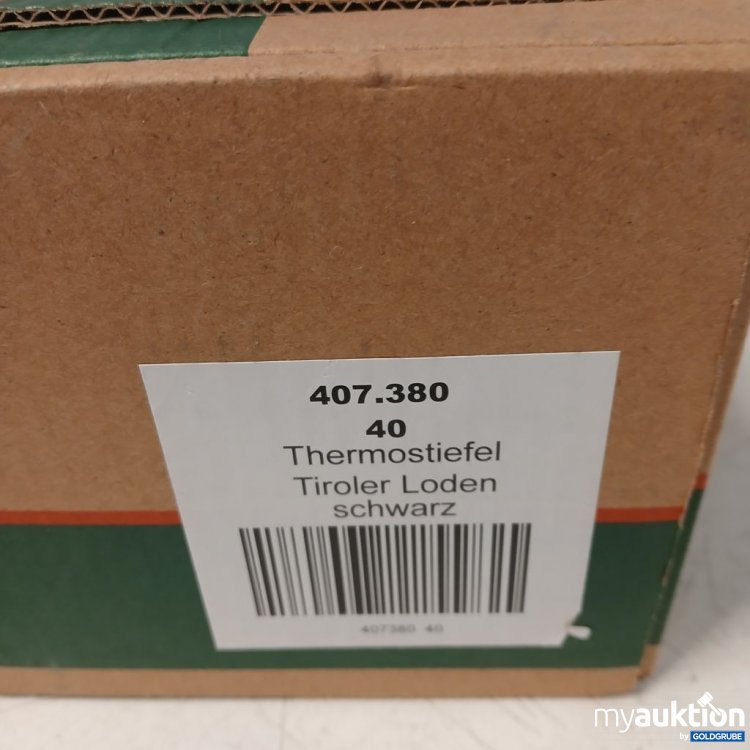 407.380
40
Thermostiefel
Tiroler Loden
schwarz
407380 40
myauktion
by GOLDGRUBE